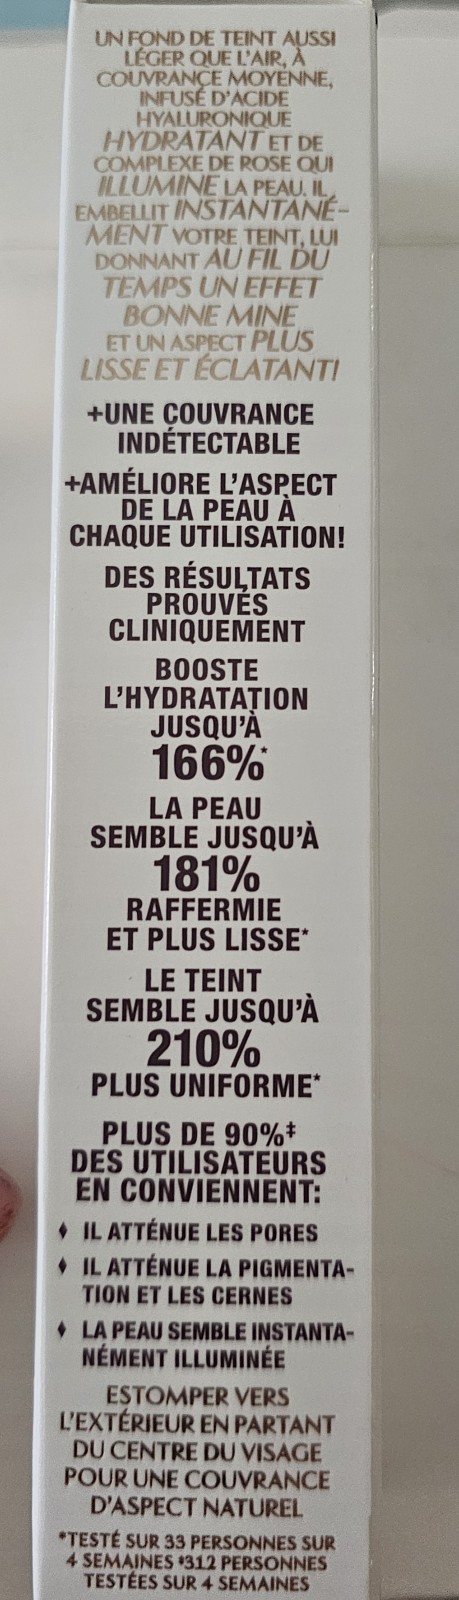 UN FOND DE TEINT AUSSI
LÉGER QUE L'AIR, À
COUVRANCE MOYENNE,
INFUSÉ D'ACIDE
HYALURONIQUE
HYDRATANT ET DE
COMPLEXE DE ROSE QUI
ILLUMINE LA PEAU. IL
EMBELLIT INSTANTANÉ-
MENT VOTRE TEINT, LUI
DONNANT AU FIL DU
TEMPS UN EFFET
BONNE MINE
ET UN ASPECT PLUS
LISSE ET ÉCLATANT!
+UNE COUVRANCE
INDÉTECTABLE
+AMÉLIORE L'ASPECT
DE LA PEAU À
CHAQUE UTILISATION!
DES RÉSULTATS
PROUVÉS
CLINIQUEMENT
BOOSTE
L'HYDRATATION
JUSQU'À
166%*
LA PEAU
SEMBLE JUSQU'À
181%
RAFFERMIE
ET PLUS LISSE*
LE TEINT
SEMBLE JUSQU'À
210%
PLUS UNIFORME*
PLUS DE 90%‡
DES UTILISATEURS
EN CONVIENNENT:
♦ IL ATTÉNUE LES PORES
♦ IL ATTÉNUE LA PIGMENTA-
TION ET LES CERNES
♦ LA PEAU SEMBLE INSTANTA-
NÉMENT ILLUMINÉE
ESTOMPER VERS
L'EXTÉRIEUR EN PARTANT
DU CENTRE DU VISAGE
POUR UNE COUVRANCE
D'ASPECT NATUREL
*TESTÉ SUR 33 PERSONNES SUR
4 SEMAINES ‡312 PERSONNES
TESTÉES SUR 4 SEMAINES